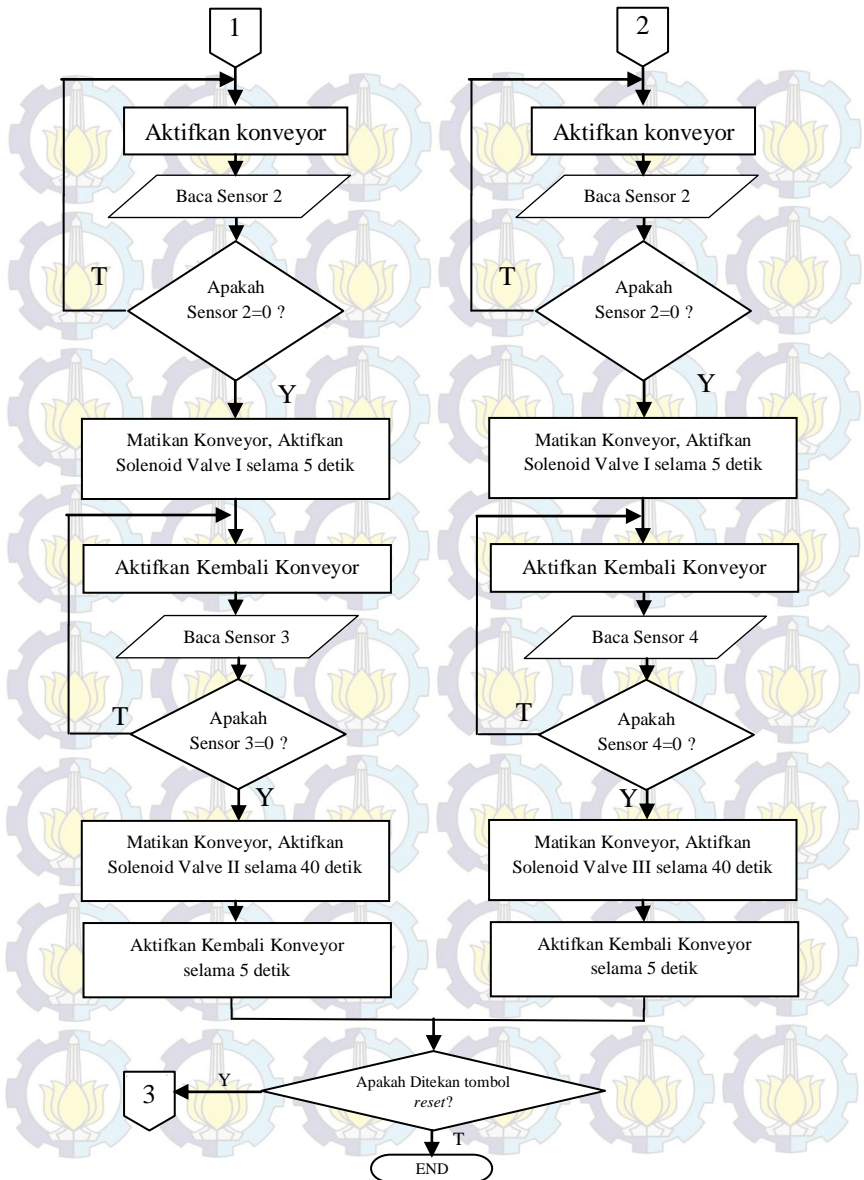 1
Aktifkan konveyor
Baca Sensor 2
Apakah
Sensor 2=0 ?
T
Y
Matikan Konveyor, Aktifkan
Solenoid Valve I selama 5 detik
Aktifkan Kembali Konveyor
Baca Sensor 3
Apakah
Sensor 3=0 ?
T
Y
Matikan Konveyor, Aktifkan
Solenoid Valve II selama 40 detik
Aktifkan Kembali Konveyor
selama 5 detik
2
Aktifkan konveyor
Baca Sensor 2
Apakah
Sensor 2=0 ?
T
Y
Matikan Konveyor, Aktifkan
Solenoid Valve I selama 5 detik
Aktifkan Kembali Konveyor
Baca Sensor 4
Apakah
Sensor 4=0 ?
T
Y
Matikan Konveyor, Aktifkan
Solenoid Valve III selama 40 detik
Aktifkan Kembali Konveyor
selama 5 detik
Apakah Ditekan tombol
reset?
Y
3
T
END